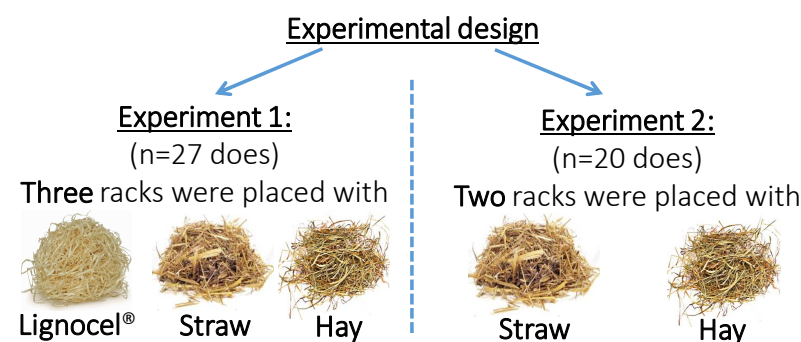 Experimental design
Experiment 1:
(n=27 does)
Three racks were placed with
Lignocel® Straw Hay
Experiment 2:
(n=20 does)
Two racks were placed with
Straw Hay